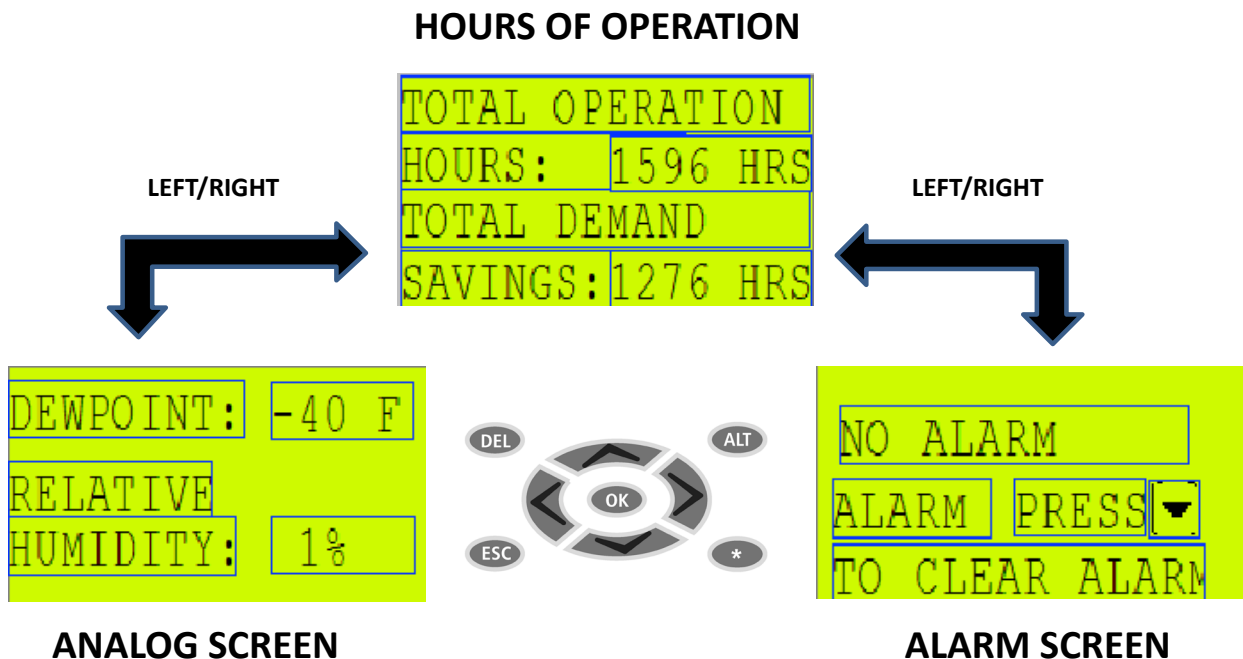 HOURS OF OPERATION
TOTAL OPERATION
HOURS: 1596 HRS
TOTAL DEMAND
SAVINGS: 1276 HRS
LEFT/RIGHT
LEFT/RIGHT
DEWPOINT: -40 F
RELATIVE
HUMIDITY: 1%
DEL
ALT
OK
ESC
*
NO ALARM
ALARM PRESS
TO CLEAR ALARM
ANALOG SCREEN
ALARM SCREEN